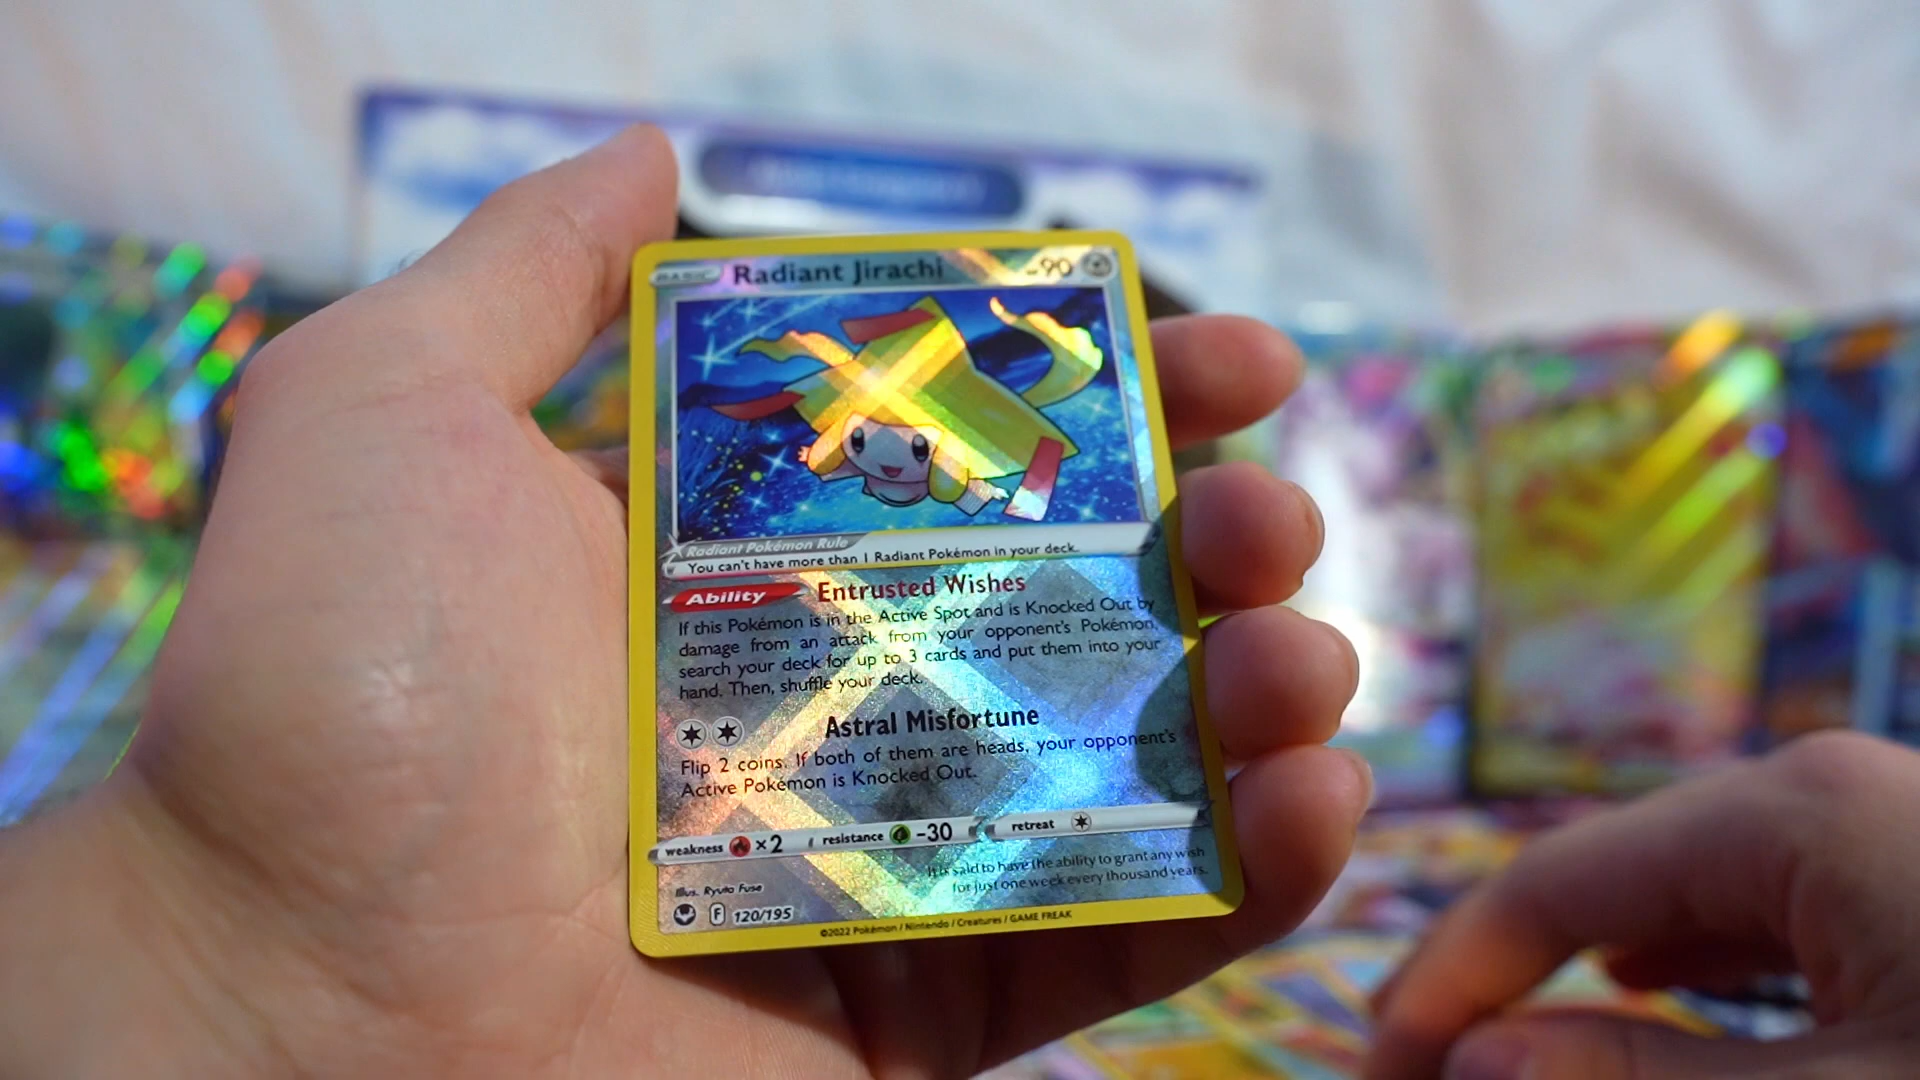 BASIC Radiant Jirachi 90
Radiant Pokémon Rule
You can't have more than 1 Radiant Pokémon in your deck.
Ability Entrusted Wishes
If this Pokémon is in the Active Spot and is Knocked Out by
damage from an attack from your opponent's Pokémon,
search your deck for up to 3 cards and put them into your
hand. Then, shuffle your deck.
Astral Misfortune
Flip 2 coins. If both of them are heads, your opponent's
Active Pokémon is Knocked Out.
weakness ×2 resistance -30 retreat
It is said to have the ability to grant any wish
for just one week every thousand years.
Illus. Ryuta Fuse
F 120/195
©2022 Pokémon / Nintendo / Creatures / GAME FREAK